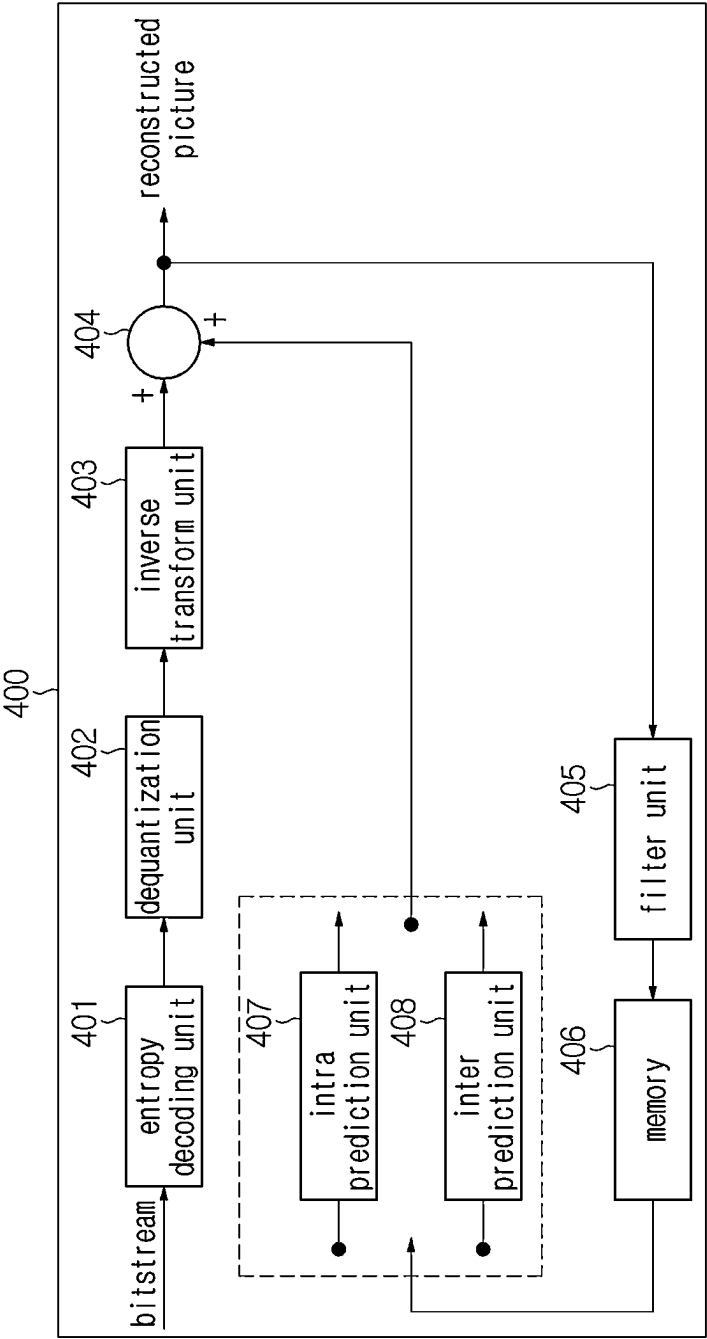 400
bitstream
401
entropy
decoding unit
402
dequantization
unit
403
inverse
transform unit
404
+
+
reconstructed
picture
407
intra
prediction unit
408
inter
prediction unit
405
filter unit
406
memory